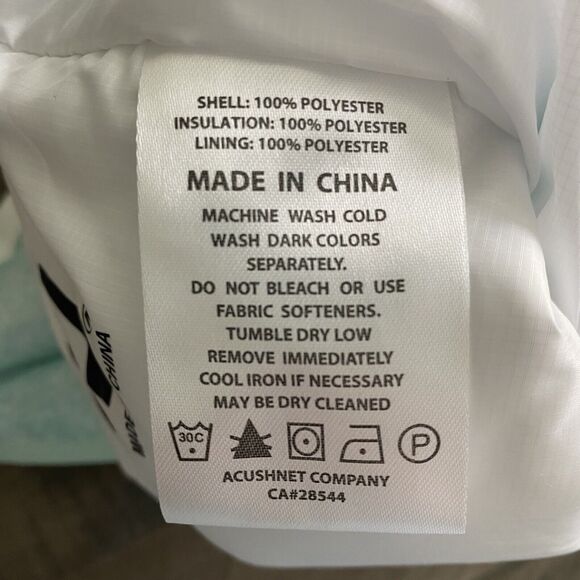 SHELL: 100% POLYESTER
INSULATION: 100% POLYESTER
LINING: 100% POLYESTER
MADE IN CHINA
MACHINE WASH COLD
WASH DARK COLORS
SEPARATELY.
DO NOT BLEACH OR USE
FABRIC SOFTENERS.
TUMBLE DRY LOW
REMOVE IMMEDIATELY
COOL IRON IF NECESSARY
MAY BE DRY CLEANED
30C
P
ACUSHNET COMPANY
CA#28544
MADE CHINA